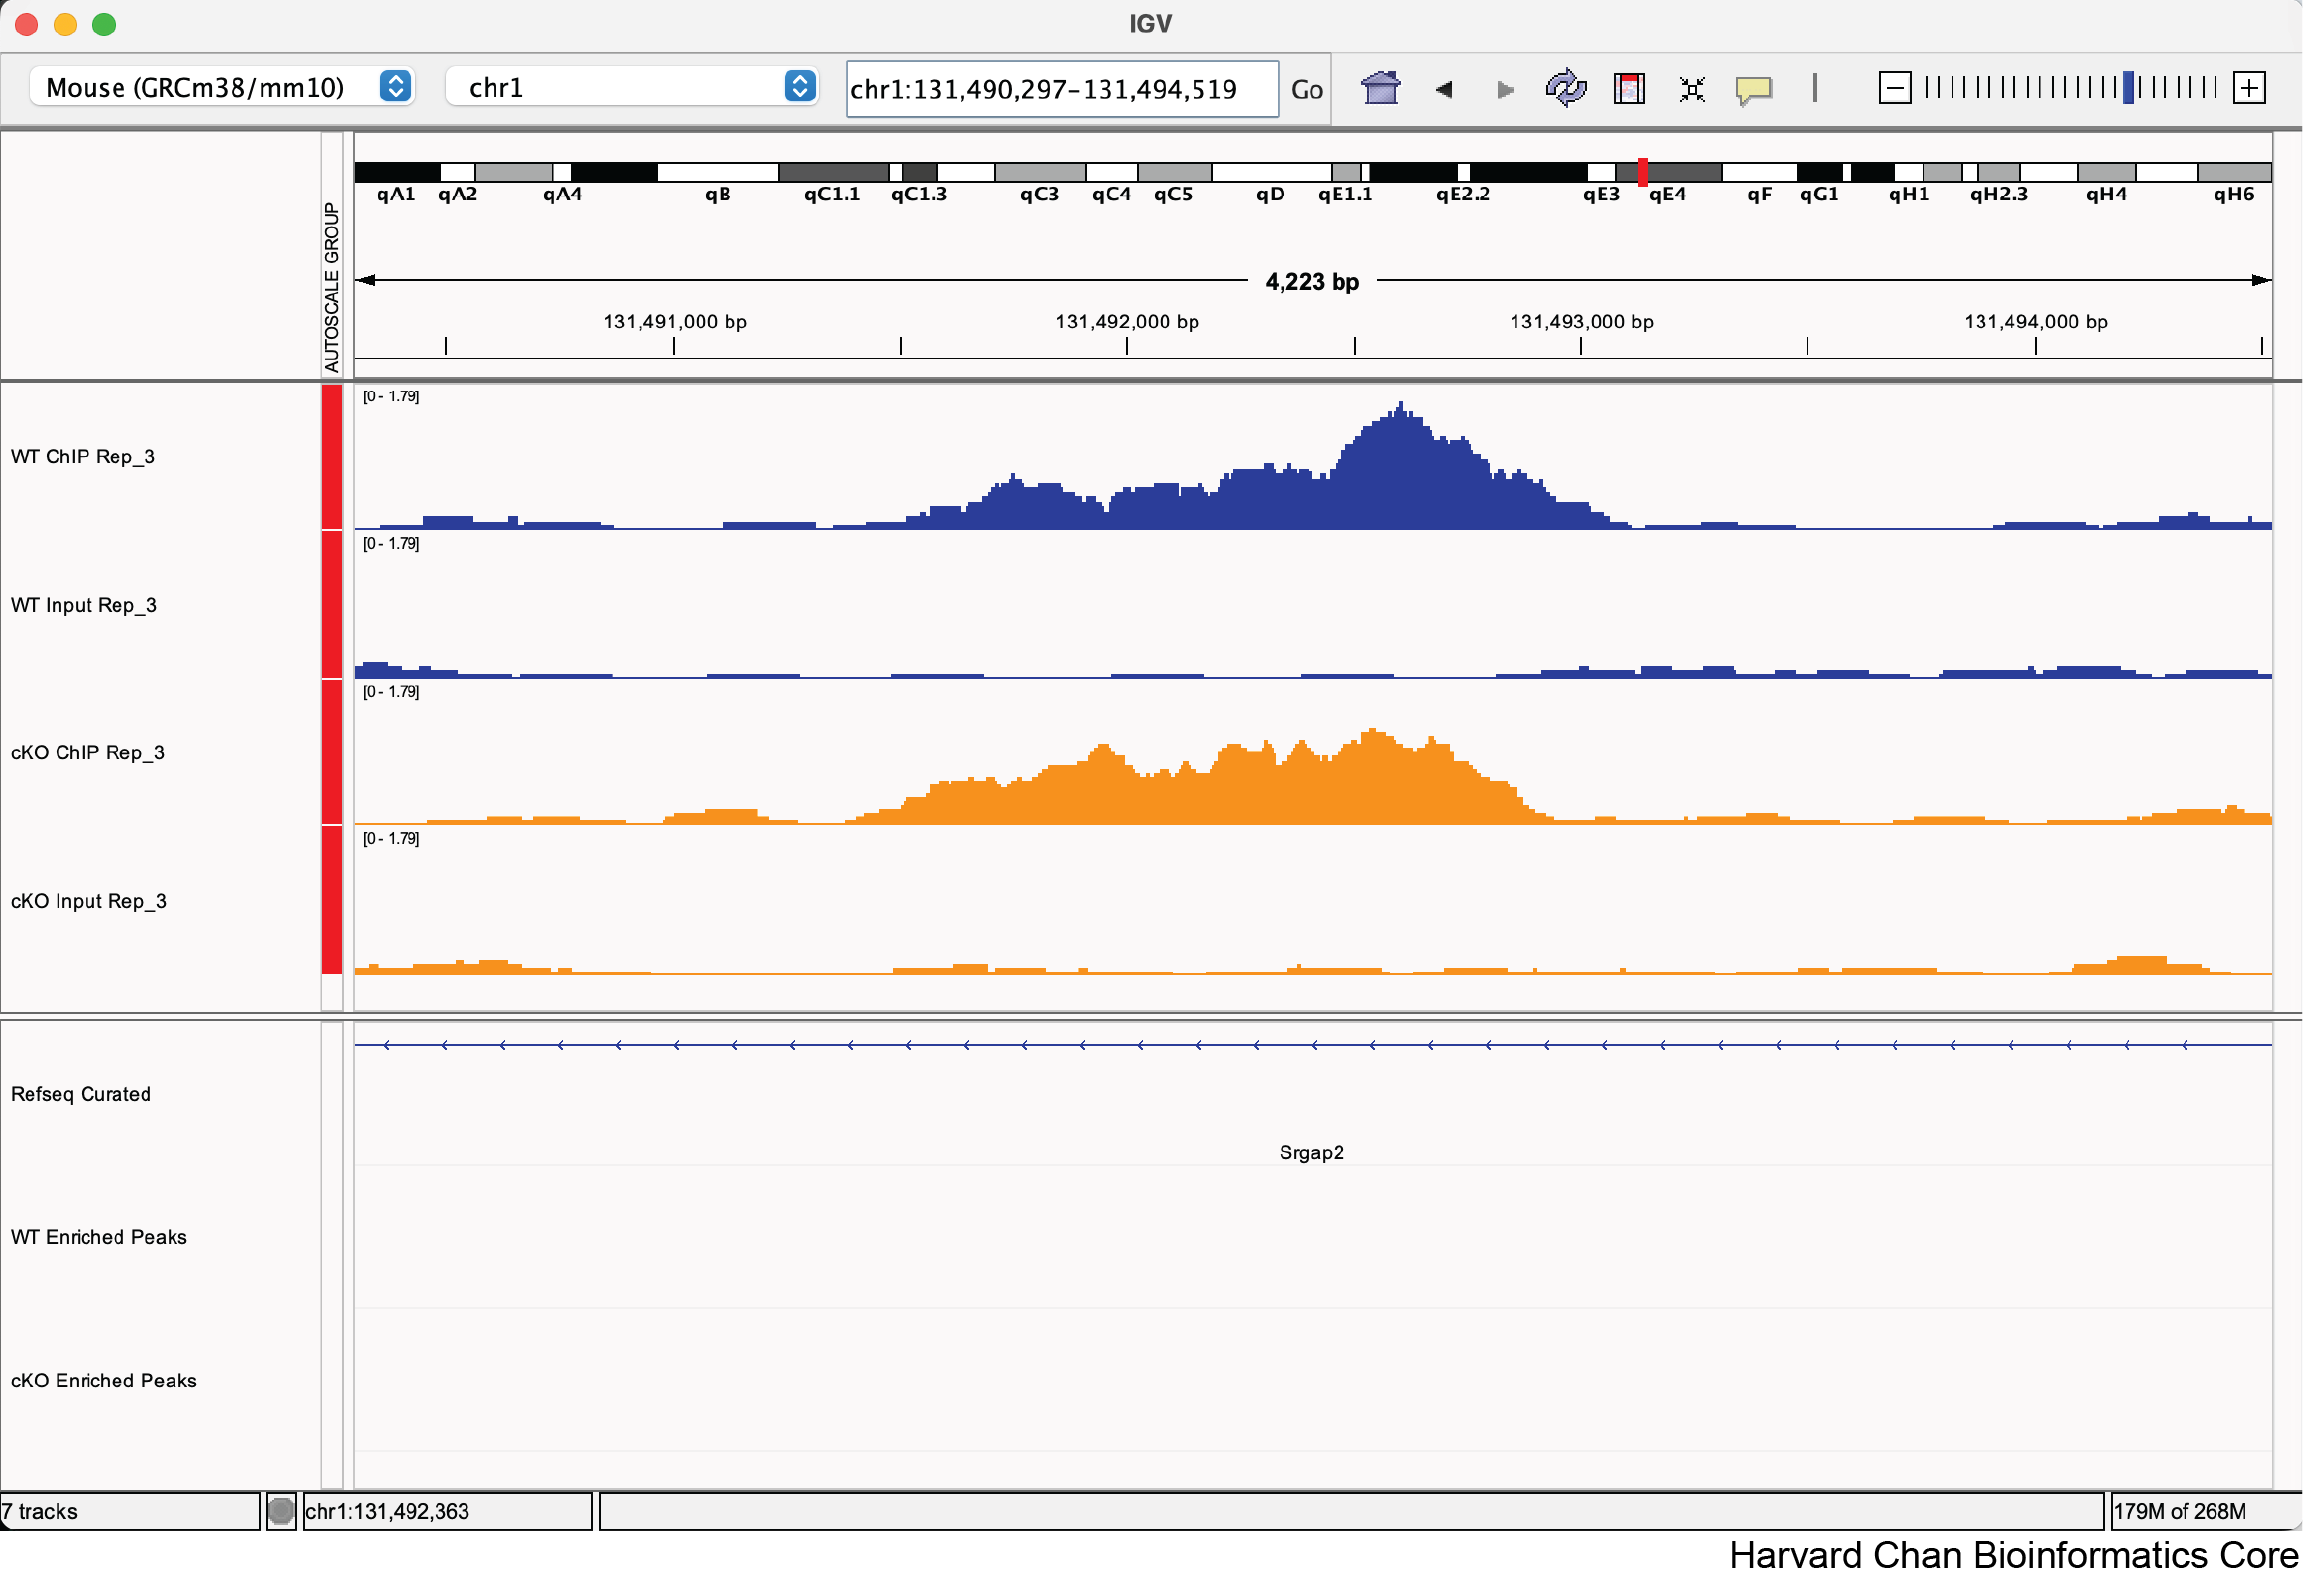 IGV
Mouse (GRCm38/mm10) chr1 chr1:131,490,297-131,494,519 Go
qA1 qA2 qA4 qB qC1.1 qC1.3 qC3 qC4 qC5 qD qE1.1 qE2.2 qE3 qE4 qF qG1 qH1 qH2.3 qH4 qH6
AUTOSCALE GROUP
4,223 bp
131,491,000 bp 131,492,000 bp 131,493,000 bp 131,494,000 bp
[0 - 1.79]
WT ChIP Rep_3
[0 - 1.79]
WT Input Rep_3
[0 - 1.79]
cKO ChIP Rep_3
[0 - 1.79]
cKO Input Rep_3
Refseq Curated
Srgap2
WT Enriched Peaks
cKO Enriched Peaks
7 tracks chr1:131,492,363 179M of 268M
Harvard Chan Bioinformatics Core